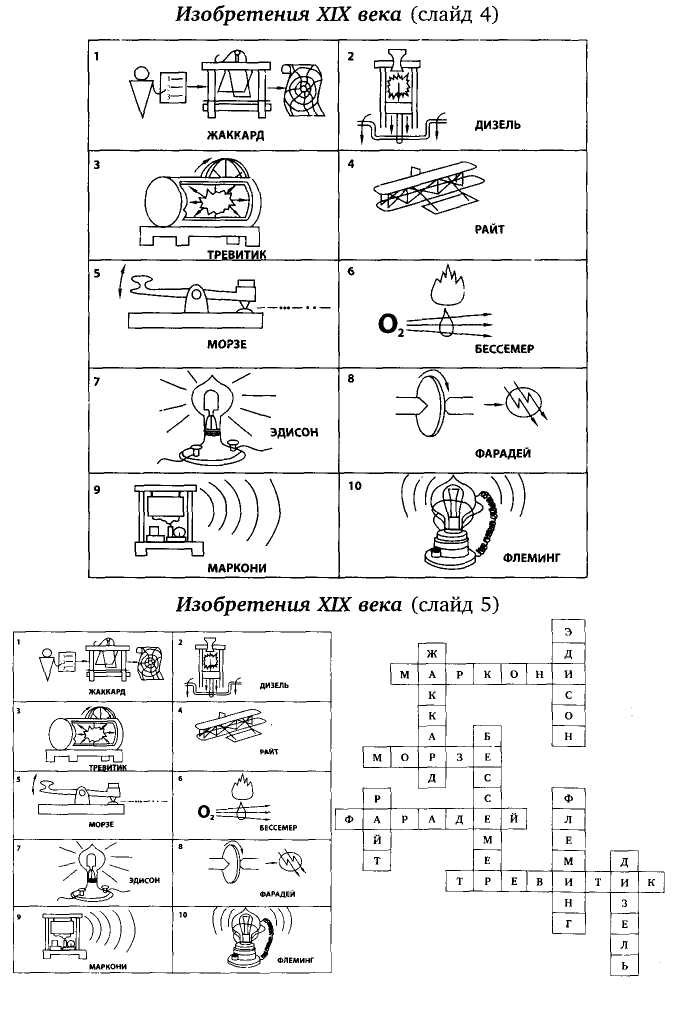 Изобретения XIX века (слайд 4)
1
ЖАККАРД
2
ДИЗЕЛЬ
3
ТРЕВИТИК
4
РАЙТ
5
МОРЗЕ
6
O2
БЕССЕМЕР
7
ЭДИСОН
8
ФАРАДЕЙ
9
МАРКОНИ
10
ФЛЕМИНГ
Изобретения XIX века (слайд 5)
1
ЖАККАРД
2
ДИЗЕЛЬ
3
ТРЕВИТИК
4
РАЙТ
5
МОРЗЕ
6
O2
БЕССЕМЕР
7
ЭДИСОН
8
ФАРАДЕЙ
9
МАРКОНИ
10
ФЛЕМИНГ
Э
Ж Д
М А Р К О Н И
К С
К О
А Б Н
М О Р З Е
Д С
Р С Ф
Ф А Р А Д Е Й Л
Й М Е
Т Е М Д
Т Р Е В И Т И К
Н З
Г Е
Л
Ь